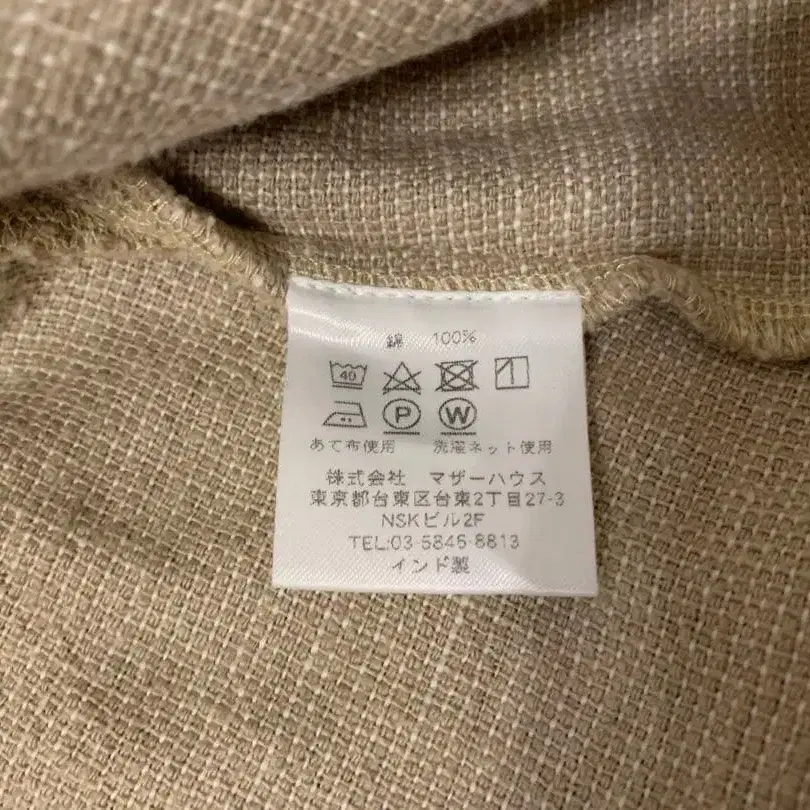 綿 100%
40
P W
あて布使用 洗濯ネット使用
株式会社 マザーハウス
東京都台東区台東2丁目27-3
NSKビル2F
TEL:03-5846-8813
インド製